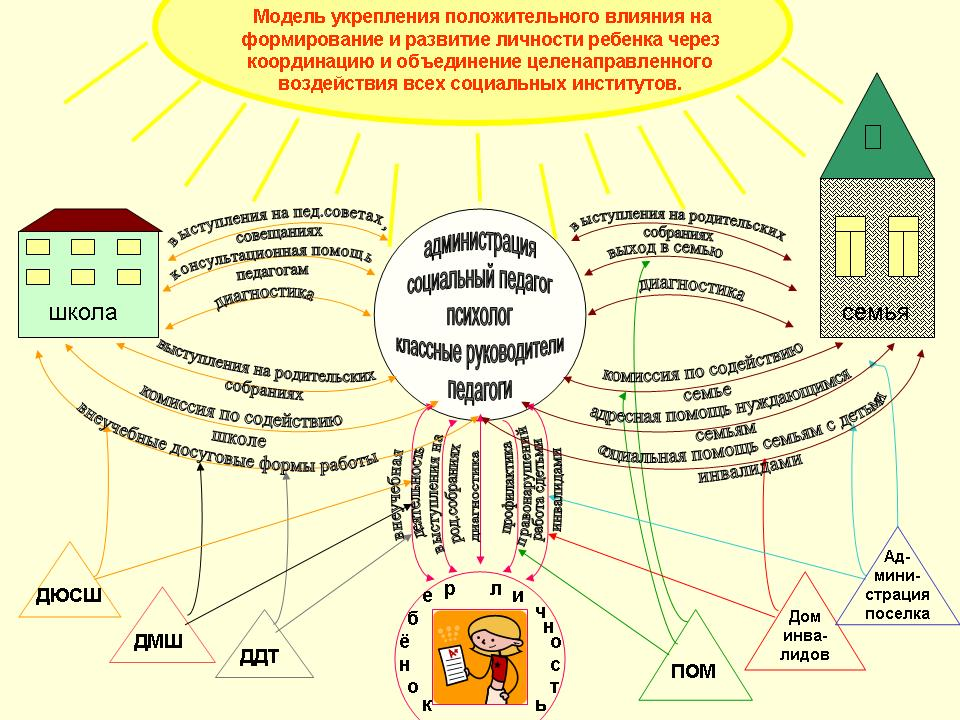 Модель укрепления положительного влияния на
формирование и развитие личности ребенка через
координацию и объединение целенаправленного
воздействия всех социальных институтов.
выступления на пед.советах,
совещаниях
консультационная помощь
педагогам
диагностика
школа
администрация
социальный педагог
психолог
классные руководители
педагоги
выступления на родительских
собраниях
выход в семью
диагностика
семья
выступления на родительских
собраниях
комиссия по содействию
школе
внеучебные досуговые формы работы
комиссия по содействию
семье
адресная помощь нуждающимся
семьям
социальная помощь семьям с детьми
инвалидами
внеучебная
деятельность
выступления на
род.собраниях
диагностика
профилактика
правонарушений
работа сдетьми
инвалидами
ДЮСШ
ДМШ
ДДТ
ребёнок
личность
ПОМ
Дом
инва-
лидов
Ад-
мини-
страция
поселка